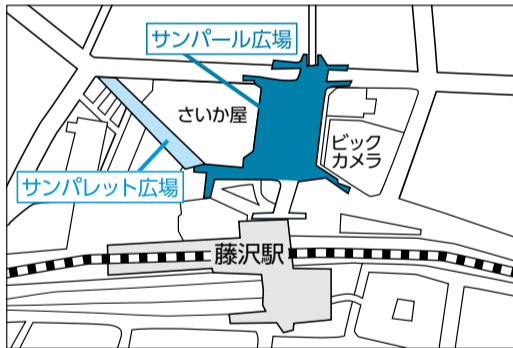 サンパール広場
さいか屋
ビック
カメラ
サンパレット広場
藤沢駅